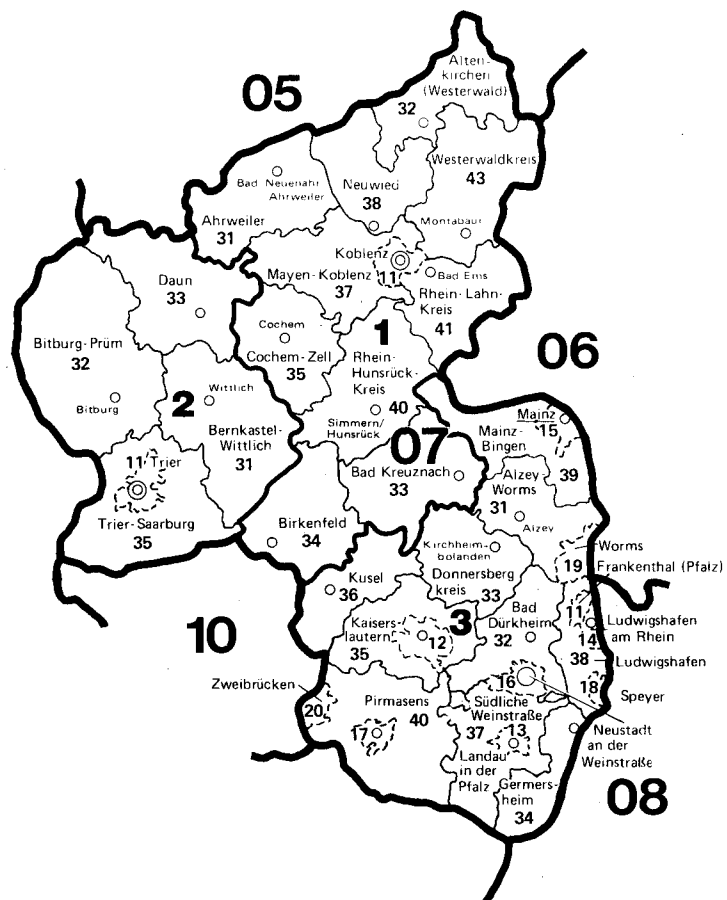 05
Alten-
kirchen
(Westerwald)
32
Westerwaldkreis
43
Bad Neuenahr
Ahrweiler
Neuwied
38
Ahrweiler
31
Montabaur
Koblenz
11
Bad Ems
Mayen-Koblenz
37
Rhein-Lahn-
Kreis
41
Daun
33
Cochem
Cochem-Zell
35
1
Rhein-
Hunsrück-
Kreis
40
Simmern/
Hunsrück
06
Bitburg-Prüm
32
Bitburg
2
Wittlich
Bernkastel-
Wittlich
31
11 Trier
Trier-Saarburg
35
07
Bad Kreuznach
33
Mainz
15
Mainz-
Bingen
39
Alzey
Worms
31
Alzey
Birkenfeld
34
Kirchheim-
bolanden
Donnersberg
kreis
33
Worms
19
Frankenthal (Pfalz)
11
Kusel
36
Kaisers-
lautern
35
12
3
Bad
Dürkheim
32
Ludwigshafen
am Rhein
14
38
Ludwigshafen
10
Zweibrücken
20
Pirmasens
40
17
16
18
Speyer
Südliche
Weinstraße
37
13
Landau
in der
Pfalz
Neustadt
an der
Weinstraße
Germers-
heim
34
08